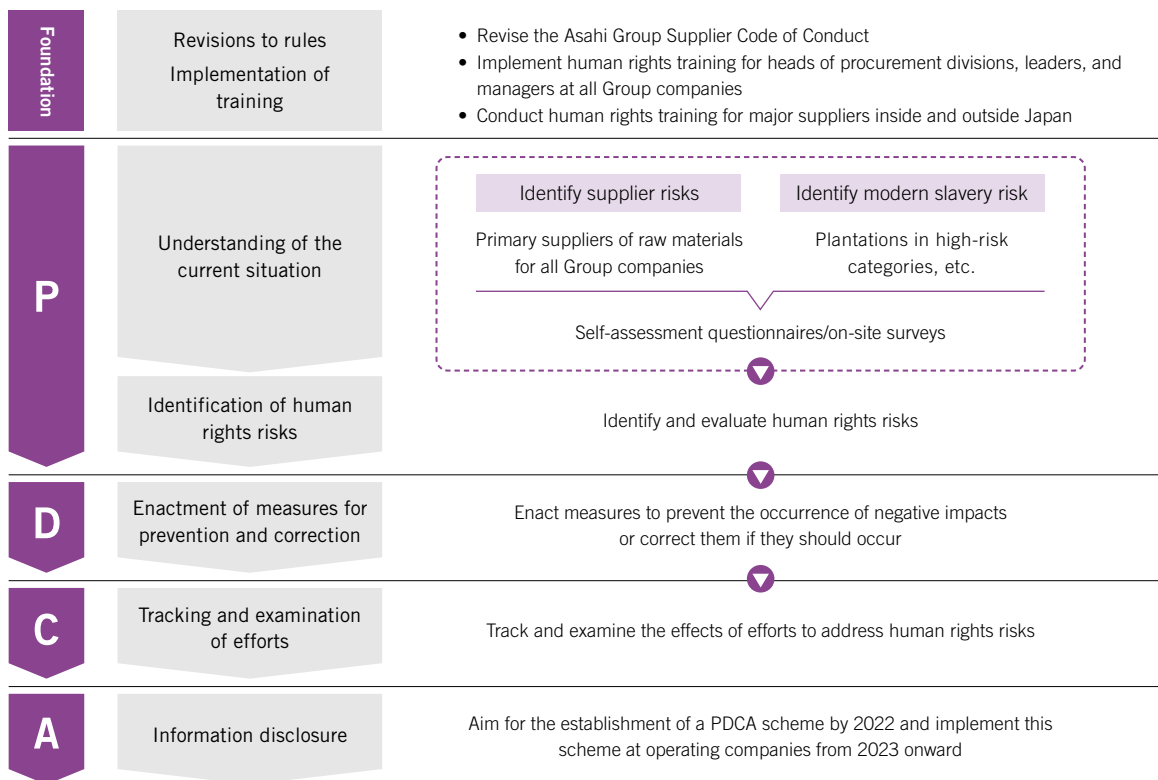 Foundation
Revisions to rules
Implementation of
training
• Revise the Asahi Group Supplier Code of Conduct
• Implement human rights training for heads of procurement divisions, leaders, and
managers at all Group companies
• Conduct human rights training for major suppliers inside and outside Japan
P
Understanding of the
current situation
Identify supplier risks
Primary suppliers of raw materials
for all Group companies
Identify modern slavery risk
Plantations in high-risk
categories, etc.
Self-assessment questionnaires/on-site surveys
Identification of human
rights risks
Identify and evaluate human rights risks
D
Enactment of measures for
prevention and correction
Enact measures to prevent the occurrence of negative impacts
or correct them if they should occur
C
Tracking and examination
of efforts
Track and examine the effects of efforts to address human rights risks
A
Information disclosure
Aim for the establishment of a PDCA scheme by 2022 and implement this
scheme at operating companies from 2023 onward